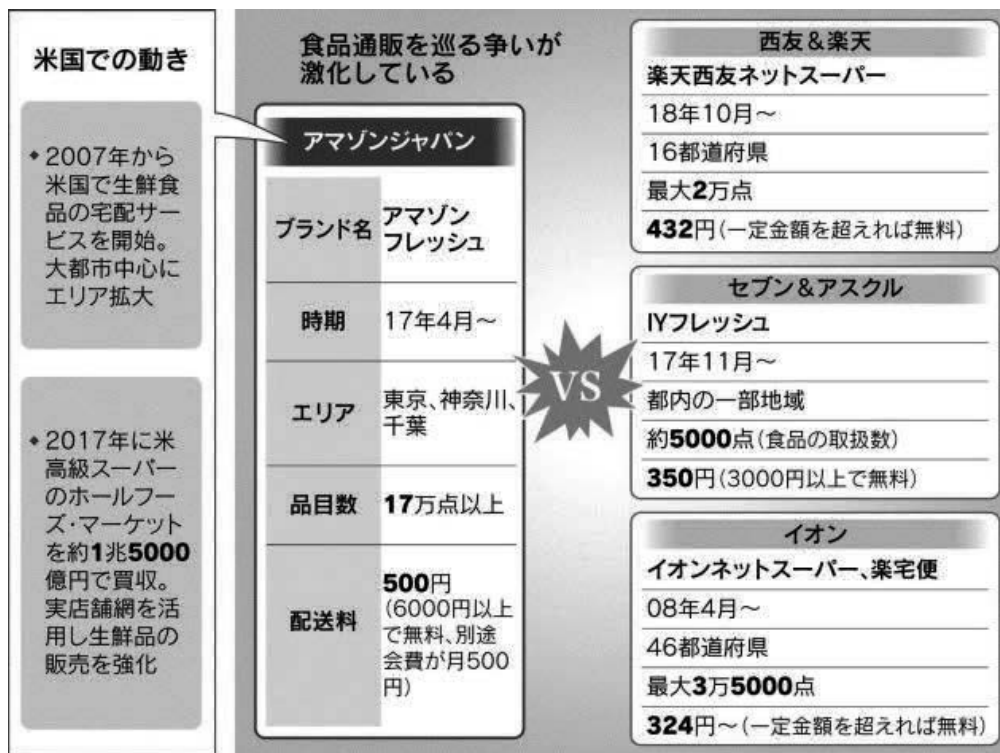 米国での動き
◆2007年から
米国で生鮮食
品の宅配サー
ビスを開始。
大都市中心に
エリア拡大
◆2017年に米
高級スーパー
のホールフー
ズ・マーケット
を約1兆5000
億円で買収。
実店舗網を活
用し生鮮品の
販売を強化
食品通販を巡る争いが
激化している
アマゾンジャパン
ブランド名
アマゾン
フレッシュ
時期
17年4月～
エリア
東京、神奈川、
千葉
品目数
17万点以上
配送料
500円
(6000円以上
で無料、別途
会費が月500
円)
VS
西友&楽天
楽天西友ネットスーパー
18年10月～
16都道府県
最大2万点
432円(一定金額を超えれば無料)
セブン&アスクル
IYフレッシュ
17年11月～
都内の一部地域
約5000点(食品の取扱数)
350円(3000円以上で無料)
イオン
イオンネットスーパー、楽宅便
08年4月～
46都道府県
最大3万5000点
324円～(一定金額を超えれば無料)